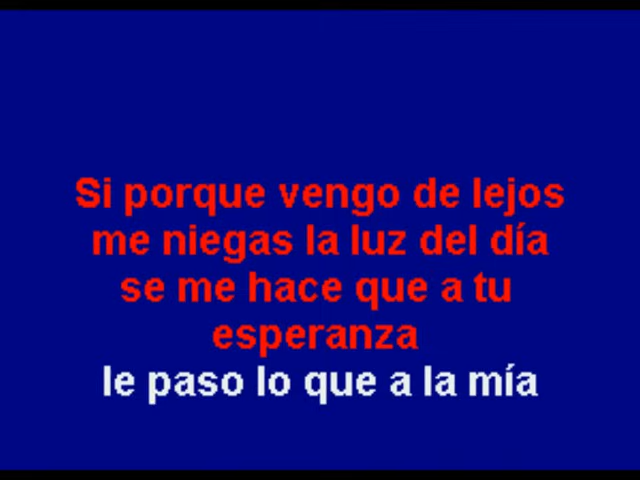 Si porque vengo de lejos
me niegas la luz del día
se me hace que a tu
esperanza
le paso lo que a la mía